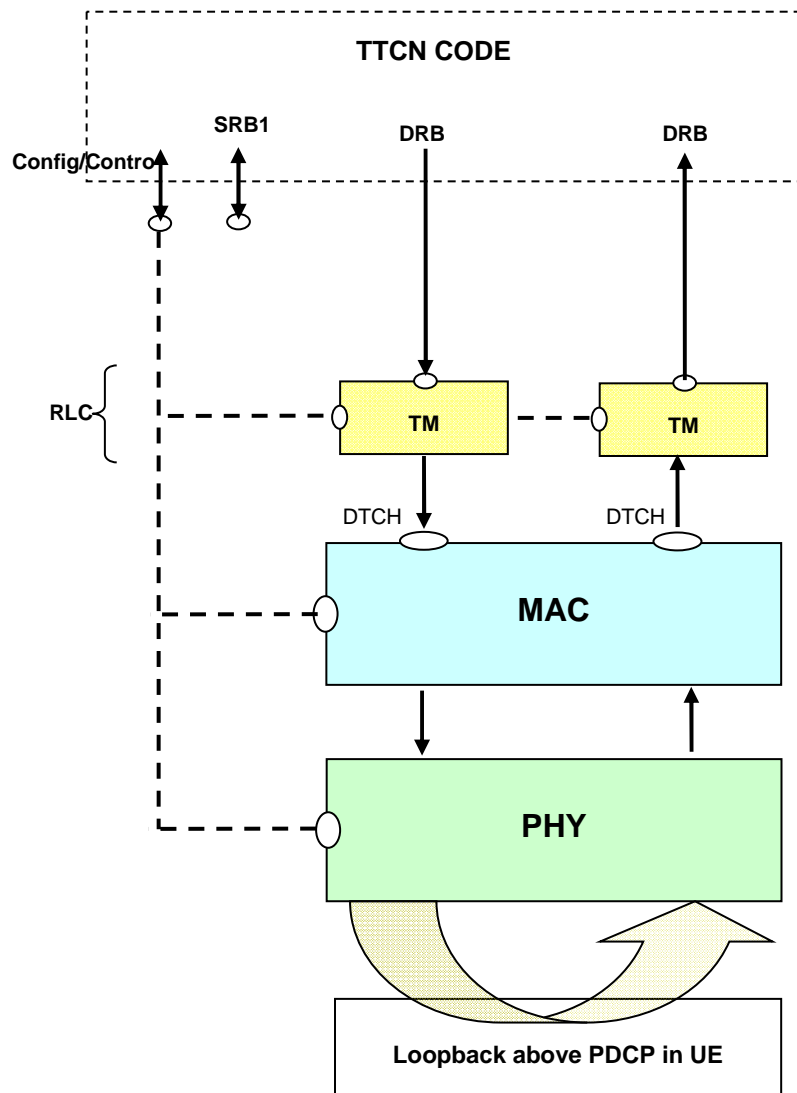 TTCN CODE
SRB1
DRB
DRB
Config/Contro
RLC
TM
TM
DTCH
DTCH
MAC
PHY
Loopback above PDCP in UE